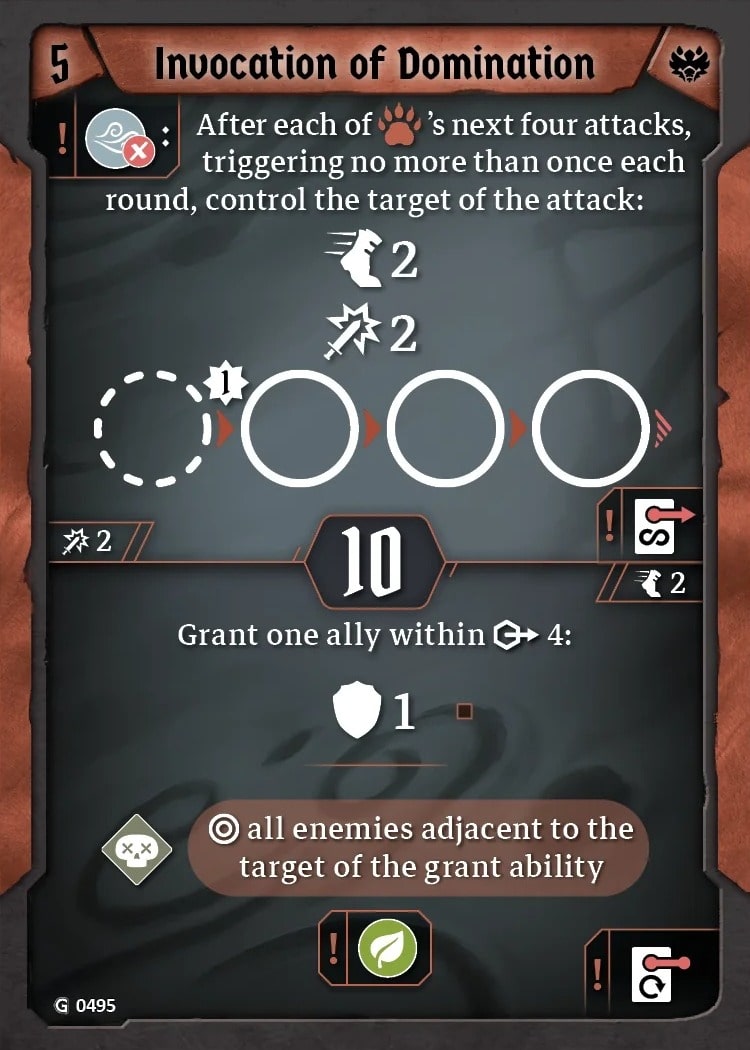 5 Invocation of Domination
! : After each of 's next four attacks,
triggering no more than once each
round, control the target of the attack:
2
2
1
!
2
10
2
Grant one ally within 4:
1
all enemies adjacent to the
target of the grant ability
!
!
G 0495